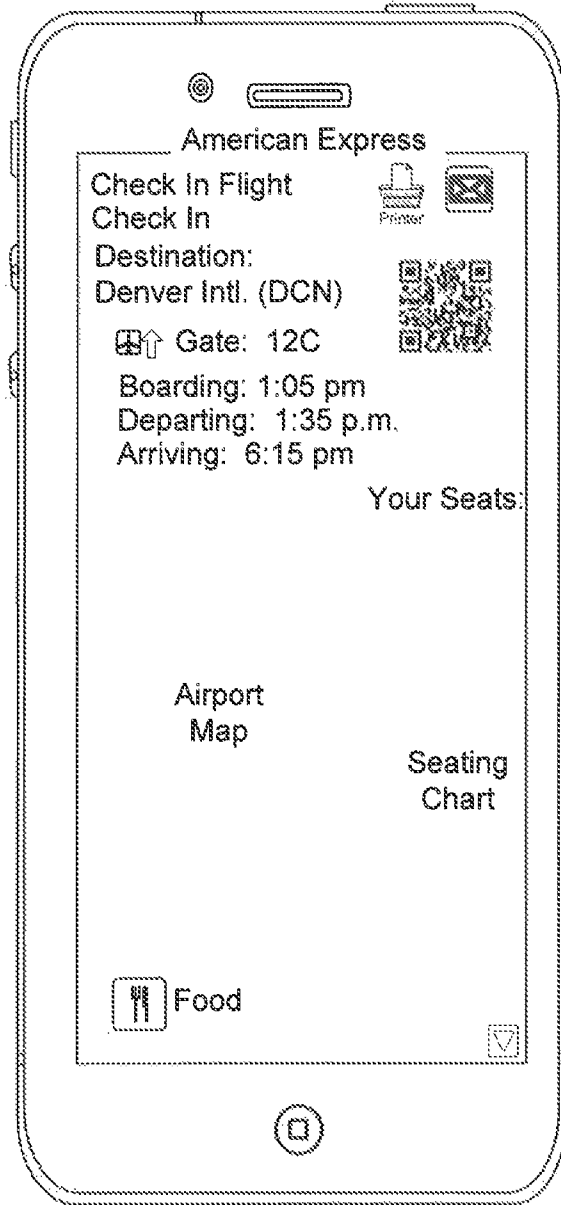 American Express
Check In Flight
Printer
Check In
Destination:
Denver Intl. (DCN)
Gate: 12C
Boarding: 1:05 pm
Departing: 1:35 p.m.
Arriving: 6:15 pm
Your Seats:
Airport
Map
Seating
Chart
Food